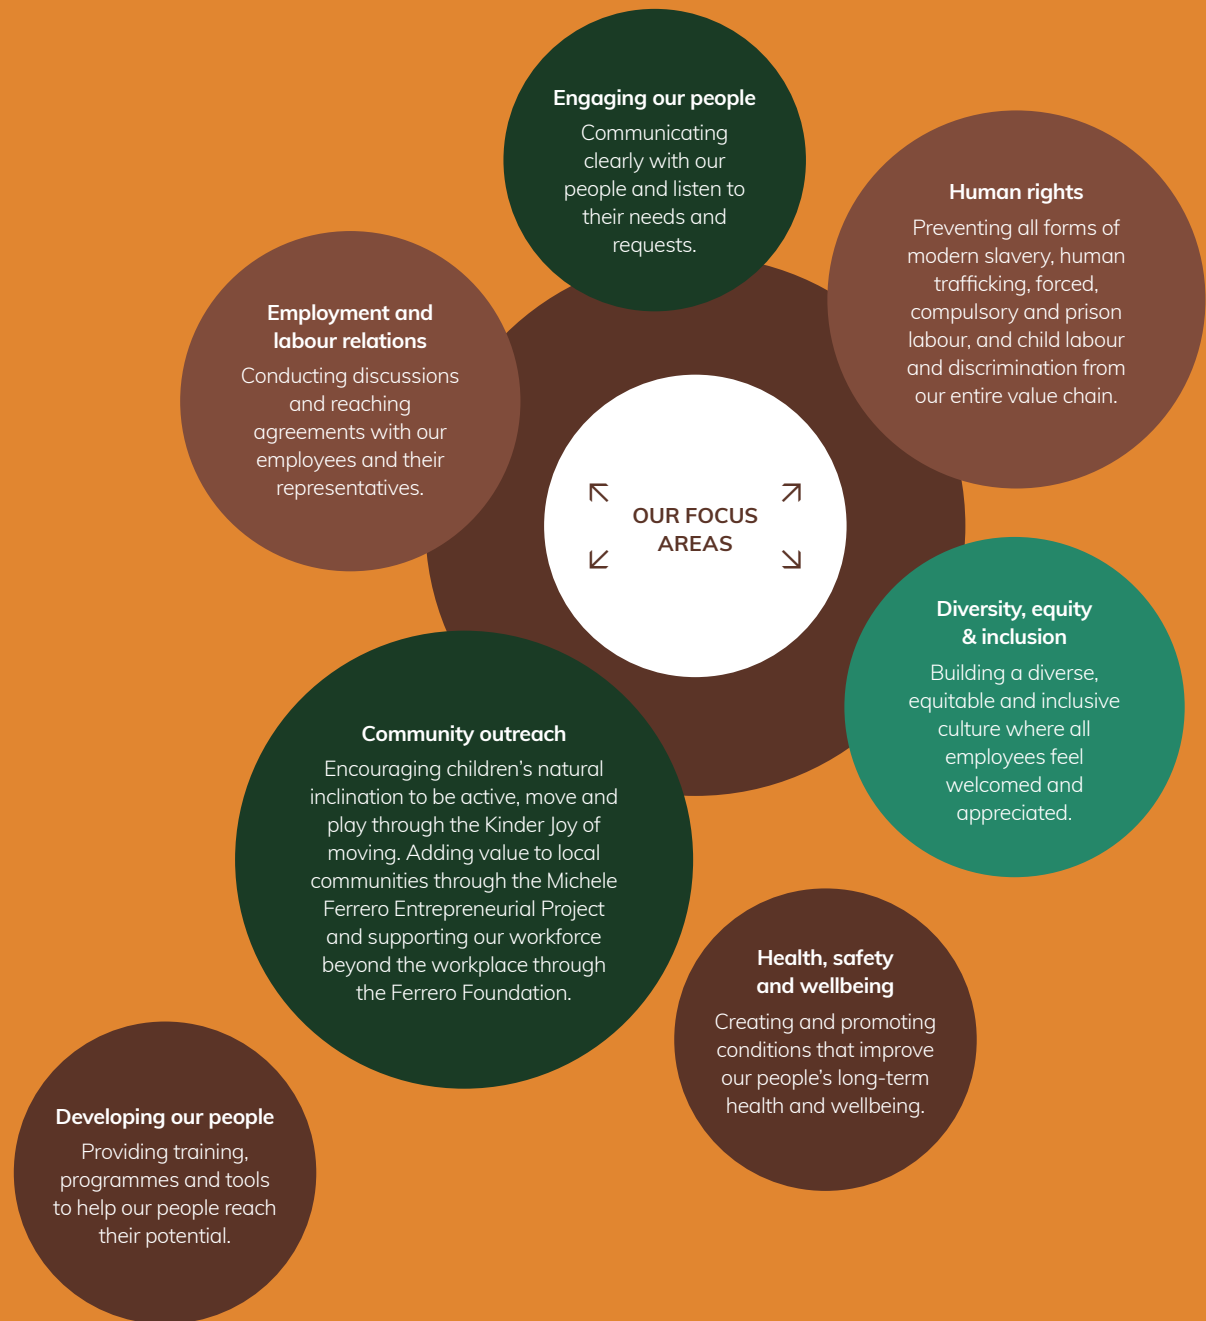 Engaging our people
Communicating
clearly with our
people and listen to
their needs and
requests.
Human rights
Preventing all forms of
modern slavery, human
trafficking, forced,
compulsory and prison
labour, and child labour
and discrimination from
our entire value chain.
Employment and
labour relations
Conducting discussions
and reaching
agreements with our
employees and their
representatives.
OUR FOCUS
AREAS
Diversity, equity
& inclusion
Building a diverse,
equitable and inclusive
culture where all
employees feel
welcomed and
appreciated.
Community outreach
Encouraging children’s natural
inclination to be active, move and
play through the Kinder Joy of
moving. Adding value to local
communities through the Michele
Ferrero Entrepreneurial Project
and supporting our workforce
beyond the workplace through
the Ferrero Foundation.
Health, safety
and wellbeing
Creating and promoting
conditions that improve
our people’s long-term
health and wellbeing.
Developing our people
Providing training,
programmes and tools
to help our people reach
their potential.